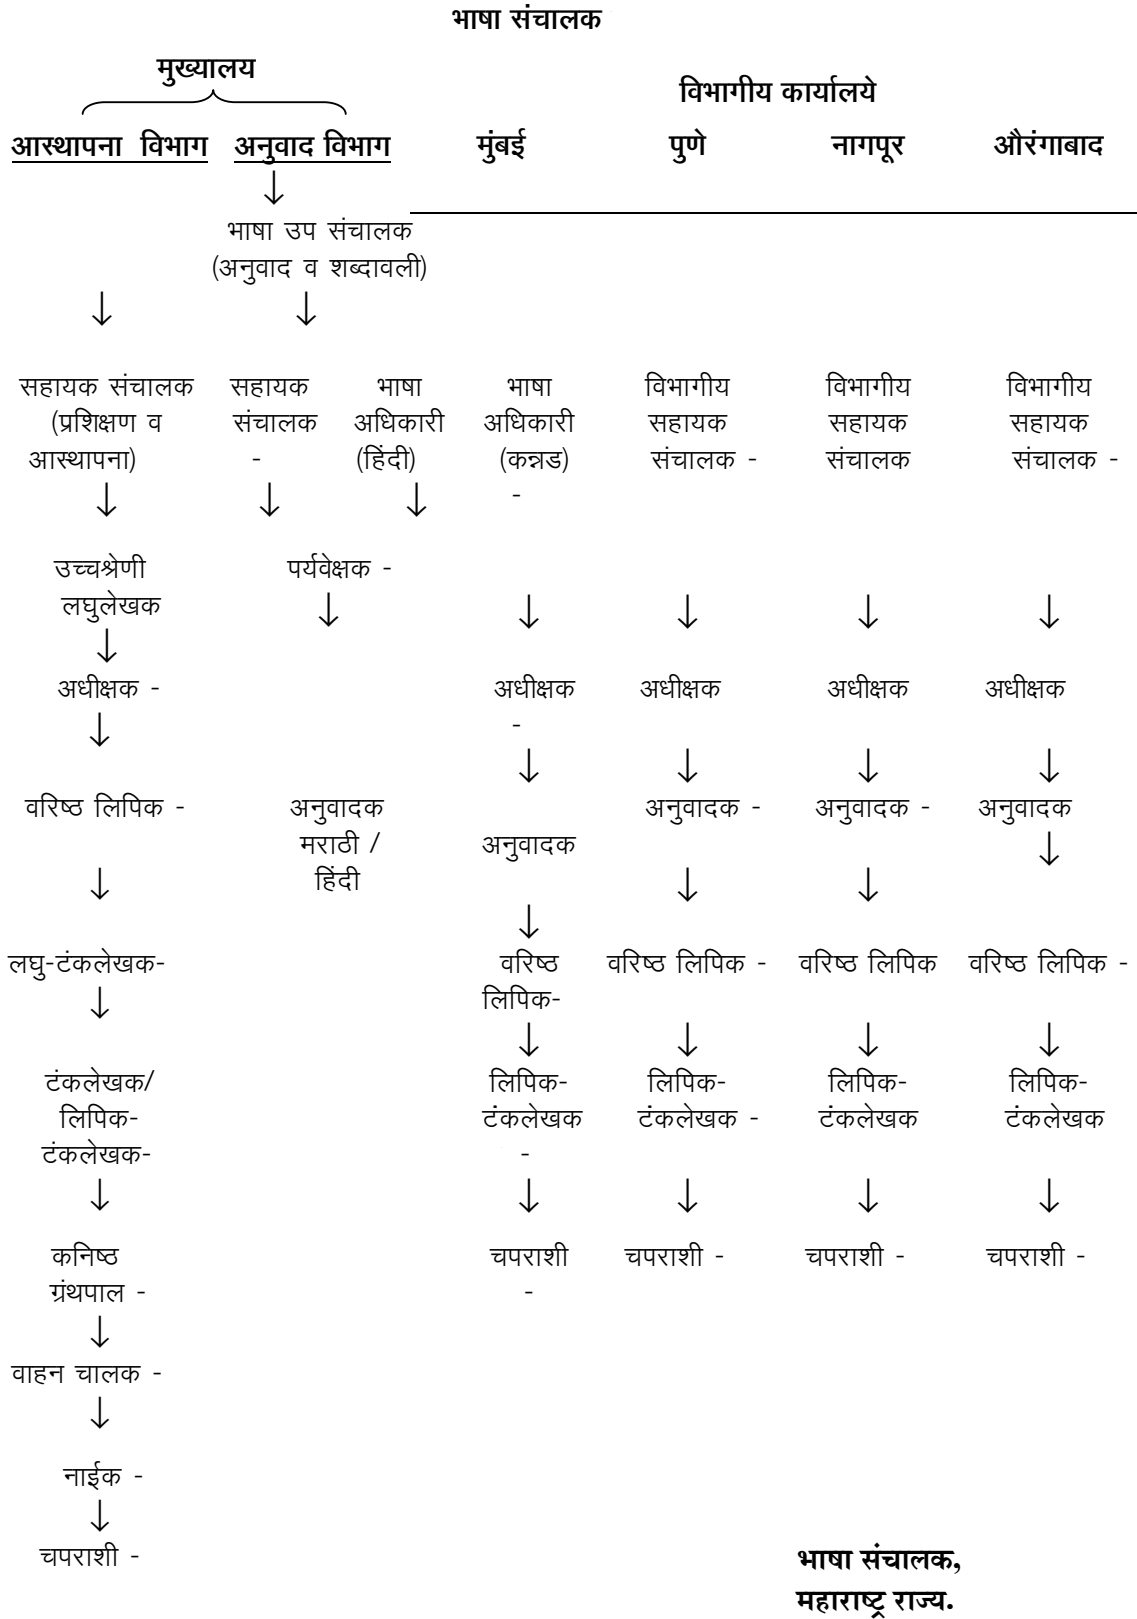 भाषा संचालक
मुख्यालय
विभागीय कार्यालये
आस्थापना विभाग अनुवाद विभाग मुंबई पुणे नागपूर औरंगाबाद
↓
भाषा उप संचालक
(अनुवाद व शब्दावली)
↓ ↓
सहायक संचालक सहायक भाषा भाषा विभागीय विभागीय विभागीय
(प्रशिक्षण व संचालक अधिकारी अधिकारी सहायक सहायक सहायक
आस्थापना) - (हिंदी) (कन्नड) संचालक - संचालक संचालक -
↓ ↓ ↓ -
उच्चश्रेणी पर्यवेक्षक -
लघुलेखक ↓ ↓ ↓ ↓ ↓
↓
अधीक्षक - अधीक्षक अधीक्षक अधीक्षक अधीक्षक
↓ -
↓ ↓ ↓ ↓
वरिष्ठ लिपिक - अनुवादक अनुवादक - अनुवादक - अनुवादक
मराठी / अनुवादक ↓
↓ हिंदी ↓ ↓
↓
लघु-टंकलेखक- वरिष्ठ वरिष्ठ लिपिक - वरिष्ठ लिपिक वरिष्ठ लिपिक -
↓ लिपिक-
↓ ↓ ↓ ↓
टंकलेखक/ लिपिक- लिपिक- लिपिक- लिपिक-
लिपिक- टंकलेखक टंकलेखक - टंकलेखक टंकलेखक
टंकलेखक- -
↓ ↓ ↓ ↓ ↓
कनिष्ठ चपराशी चपराशी - चपराशी - चपराशी -
ग्रंथपाल - -
↓
वाहन चालक -
↓
नाईक -
↓
चपराशी -
भाषा संचालक,
महाराष्ट्र राज्य.